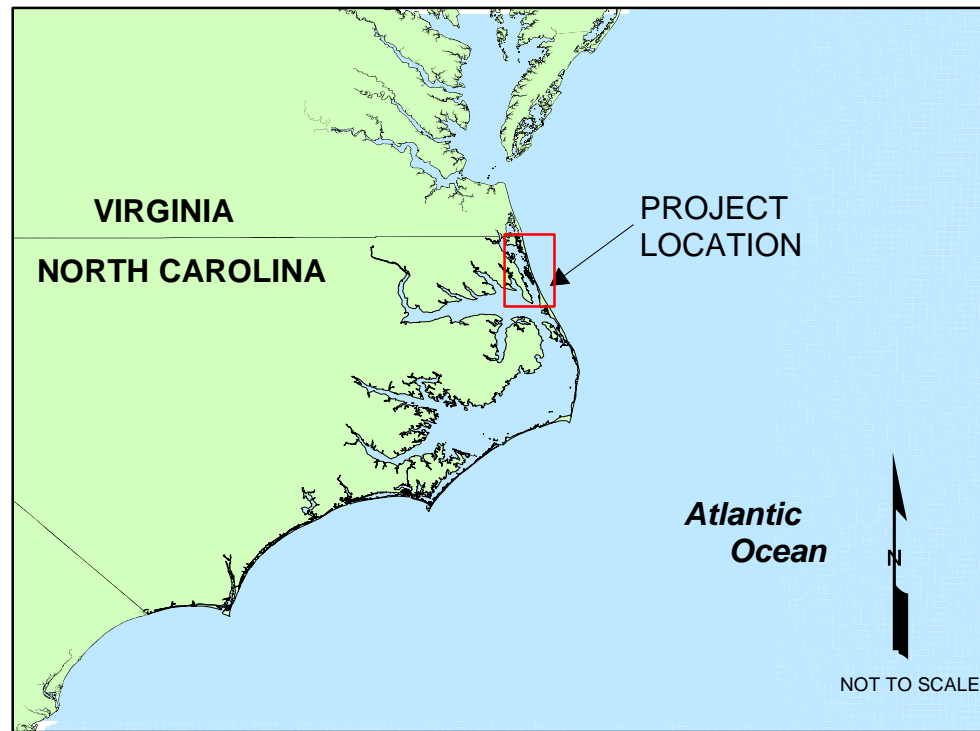 VIRGINIA
NORTH CAROLINA
PROJECT
LOCATION
Atlantic
Ocean
N
NOT TO SCALE